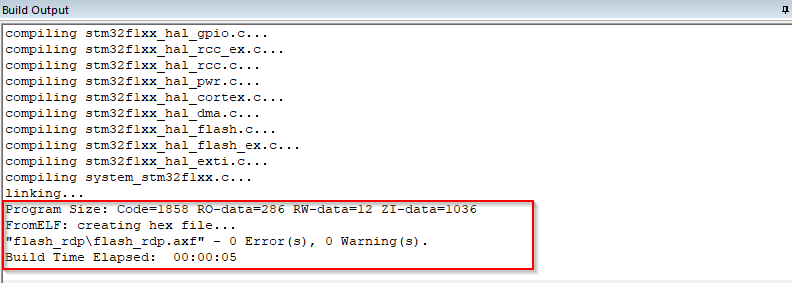 Build Output
compiling stm32f1xx_hal_gpio.c...
compiling stm32f1xx_hal_rcc_ex.c...
compiling stm32f1xx_hal_rcc.c...
compiling stm32f1xx_hal_pwr.c...
compiling stm32f1xx_hal_cortex.c...
compiling stm32f1xx_hal_dma.c...
compiling stm32f1xx_hal_flash.c...
compiling stm32f1xx_hal_flash_ex.c...
compiling stm32f1xx_hal_exti.c...
compiling system_stm32f1xx.c...
linking...
Program Size: Code=1858 RO-data=286 RW-data=12 ZI-data=1036
FromELF: creating hex file...
"flash_rdp\flash_rdp.axf" - 0 Error(s), 0 Warning(s).
Build Time Elapsed:  00:00:05